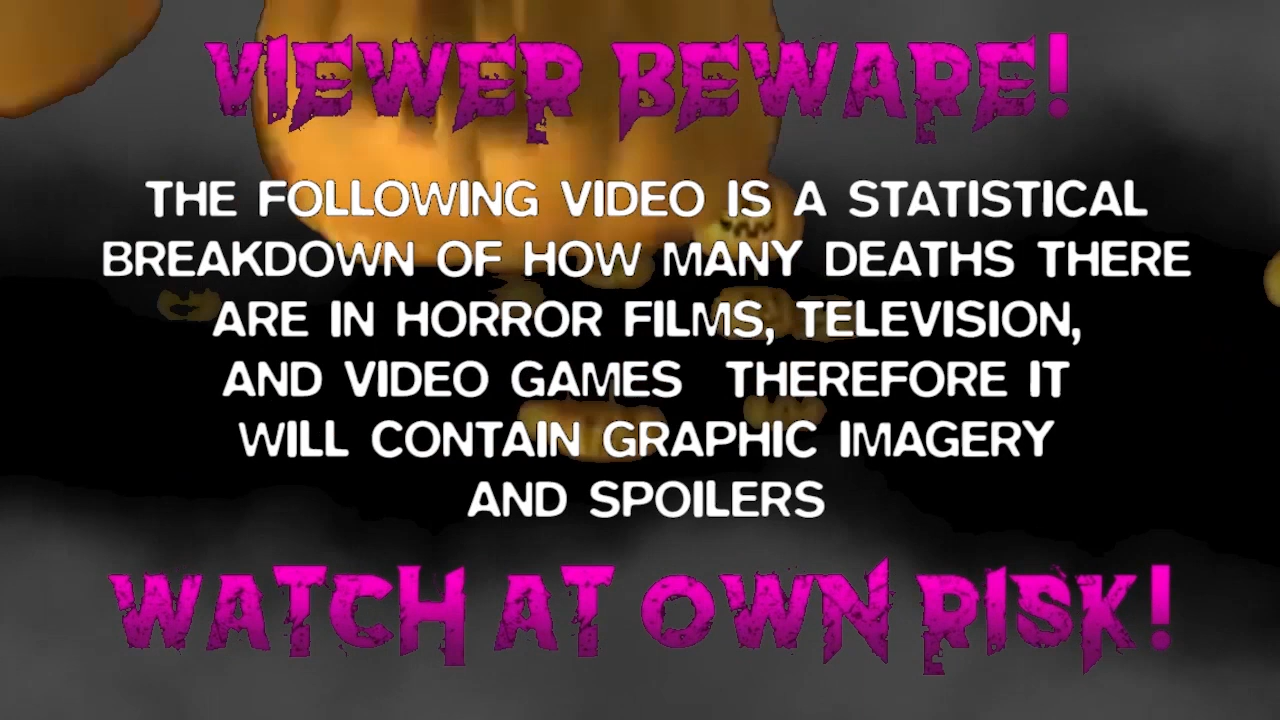 VIEWER BEWARE!
THE FOLLOWING VIDEO IS A STATISTICAL
BREAKDOWN OF HOW MANY DEATHS THERE
ARE IN HORROR FILMS, TELEVISION,
AND VIDEO GAMES THEREFORE IT
WILL CONTAIN GRAPHIC IMAGERY
AND SPOILERS
WATCH AT OWN RISK!